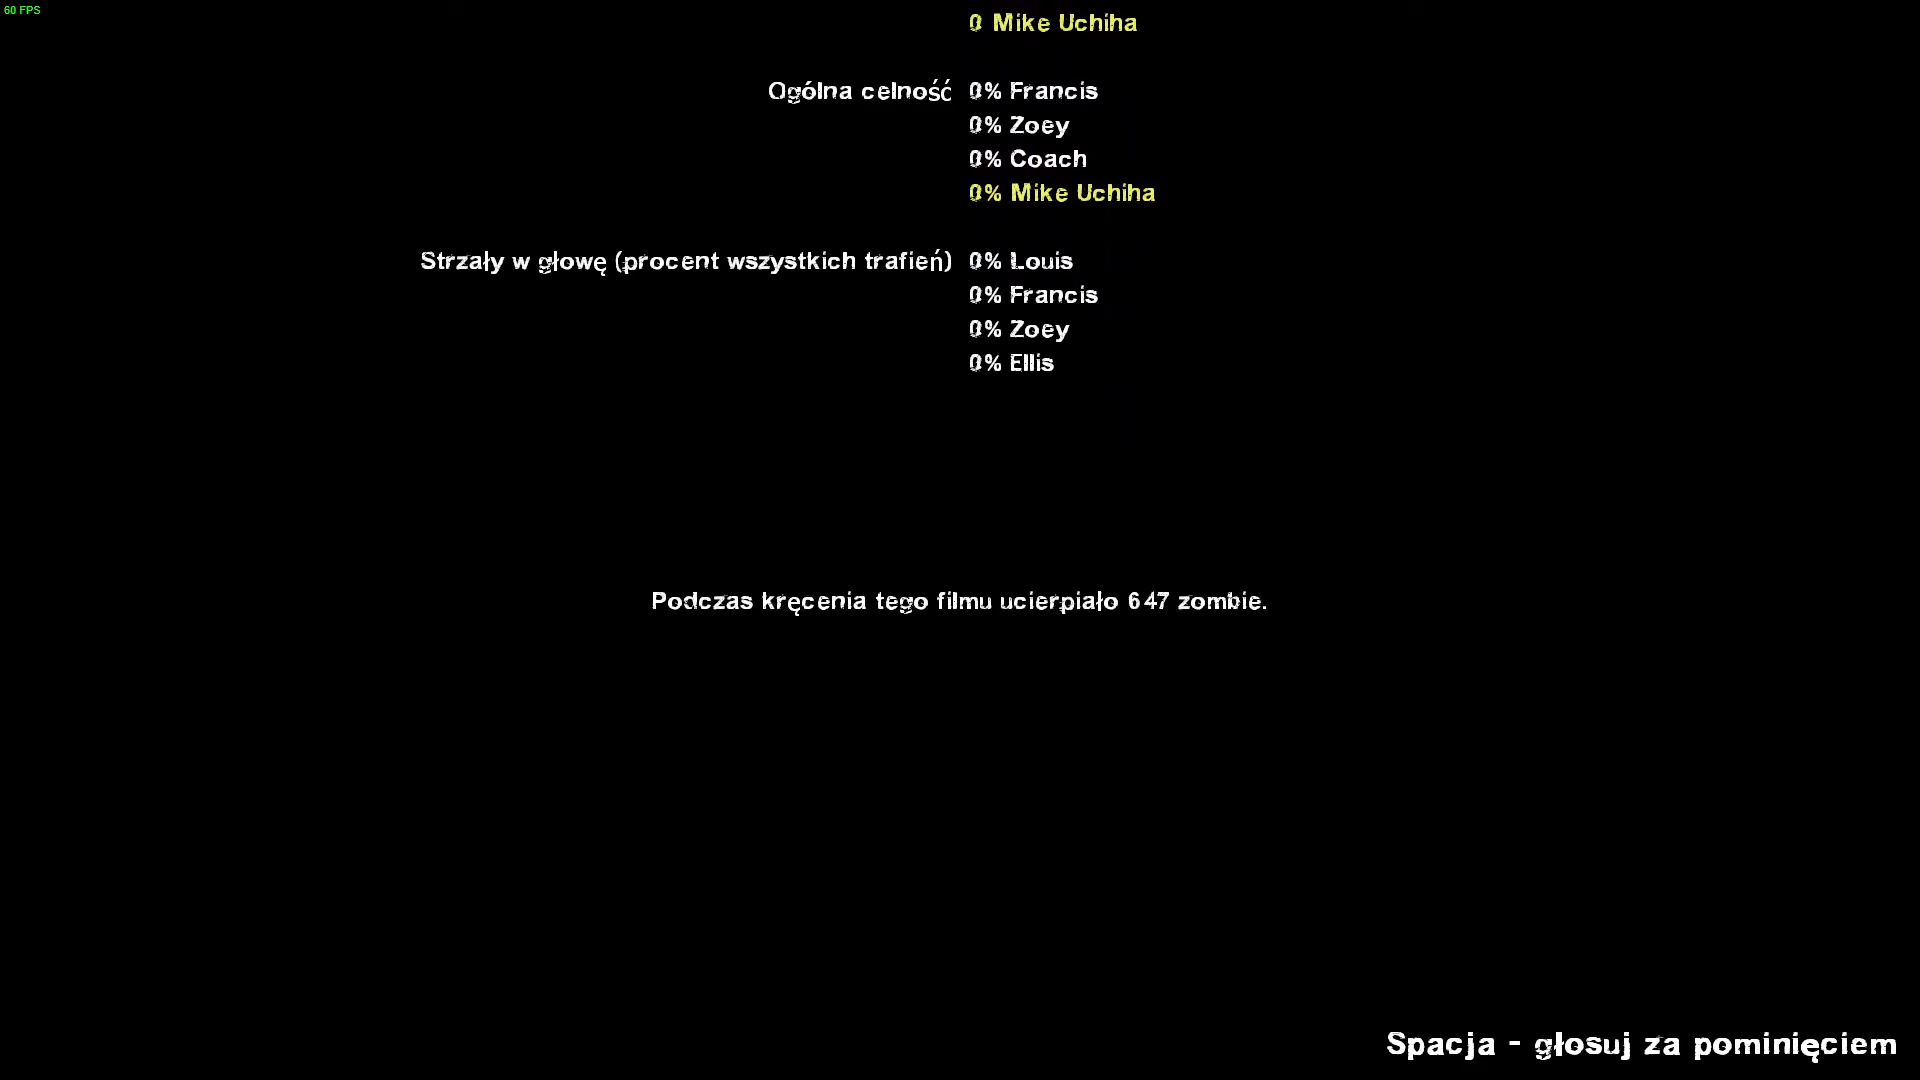 60 FPS
0 Mike Uchiha
Ogólna celność 0% Francis
0% Zoey
0% Coach
0% Mike Uchiha
Strzały w głowę (procent wszystkich trafień) 0% Louis
0% Francis
0% Zoey
0% Ellis
Podczas kręcenia tego filmu ucierpiało 647 zombie.
Spacja - głosuj za pominięciem